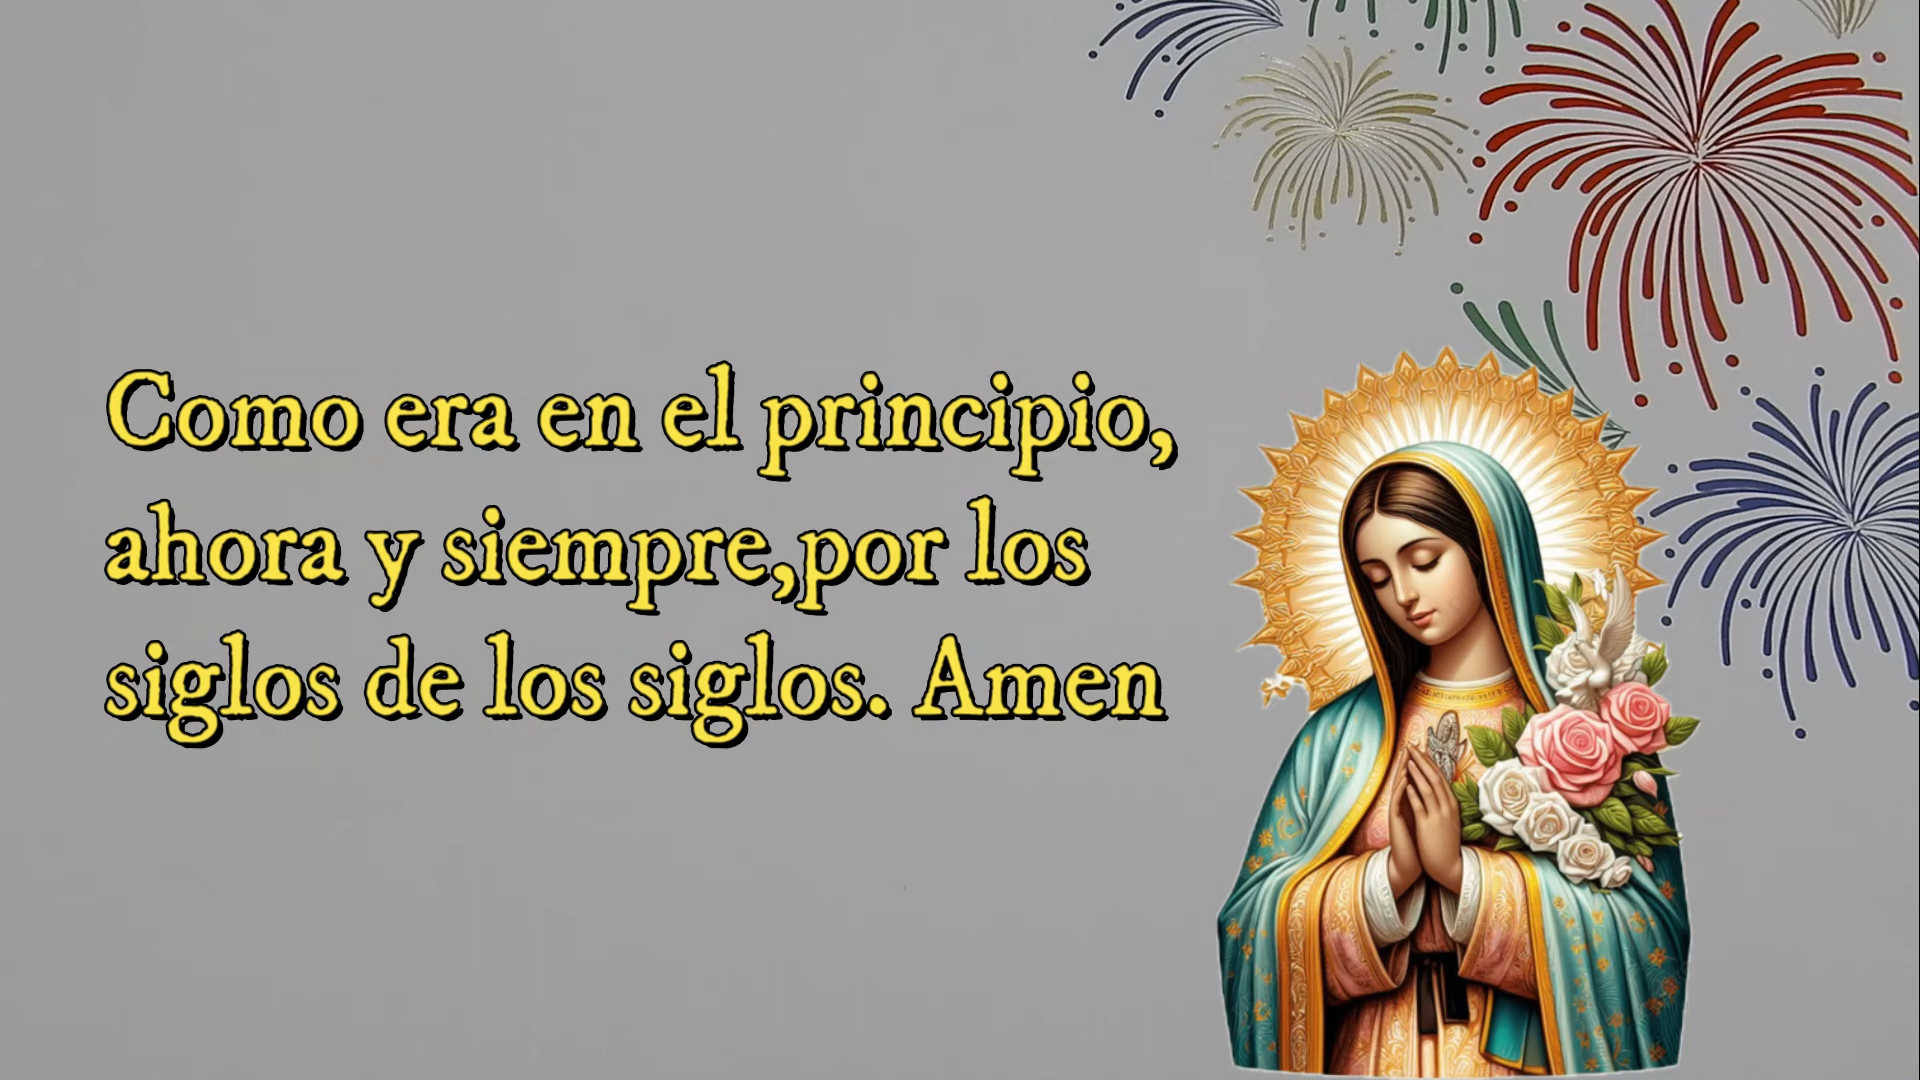 Como era en el principio,
ahora y siempre,por los
siglos de los siglos. Amen